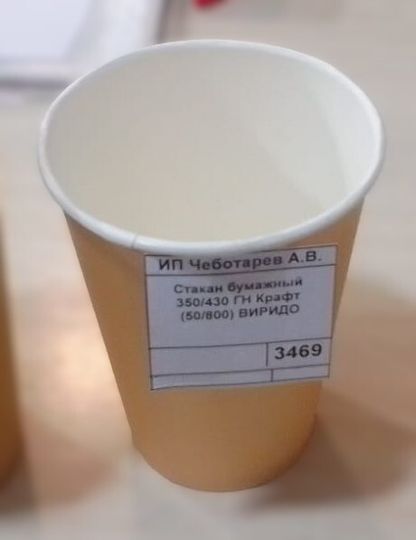 ИП Чеботарев А.В.
Стакан бумажный
350/430 ГН Крафт
(50/800) ВИРИДО
3469